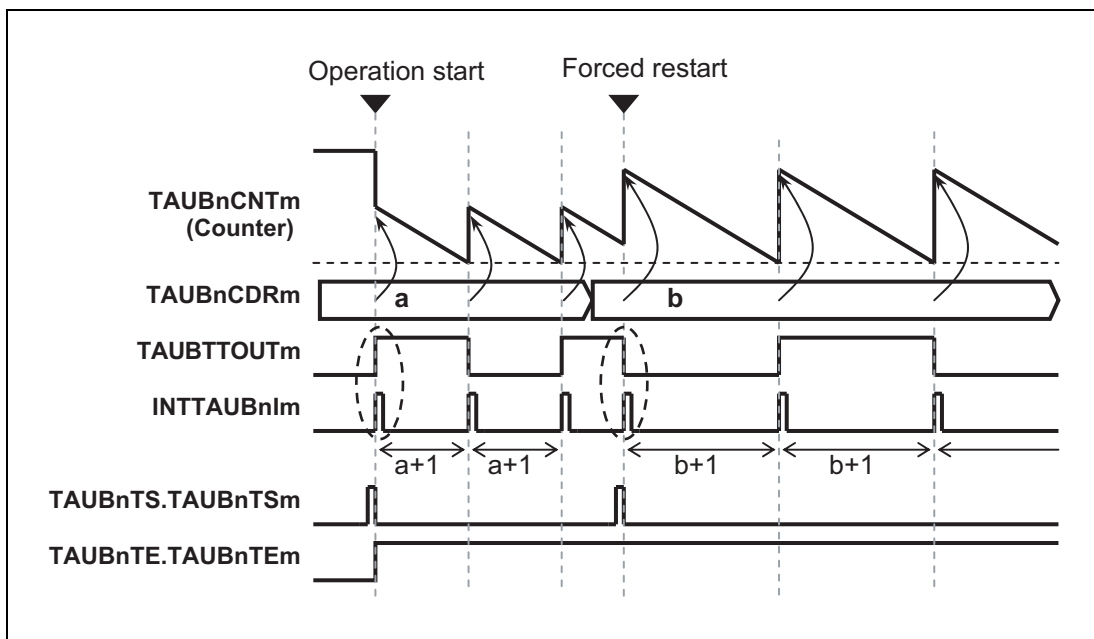 Operation start
Forced restart
TAUBnCNTm
(Counter)
TAUBnCDRm
a
b
TAUBTTOUTm
INTTAUBnIm
a+1
a+1
b+1
b+1
TAUBnTS.TAUBnTSm
TAUBnTE.TAUBnTEm